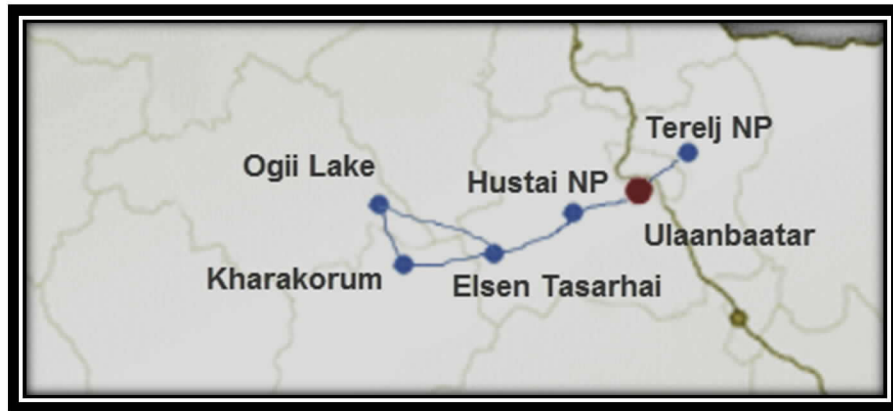 Terelj NP
Ogii Lake
Hustai NP
Ulaanbaatar
Kharakorum
Elsen Tasarhai